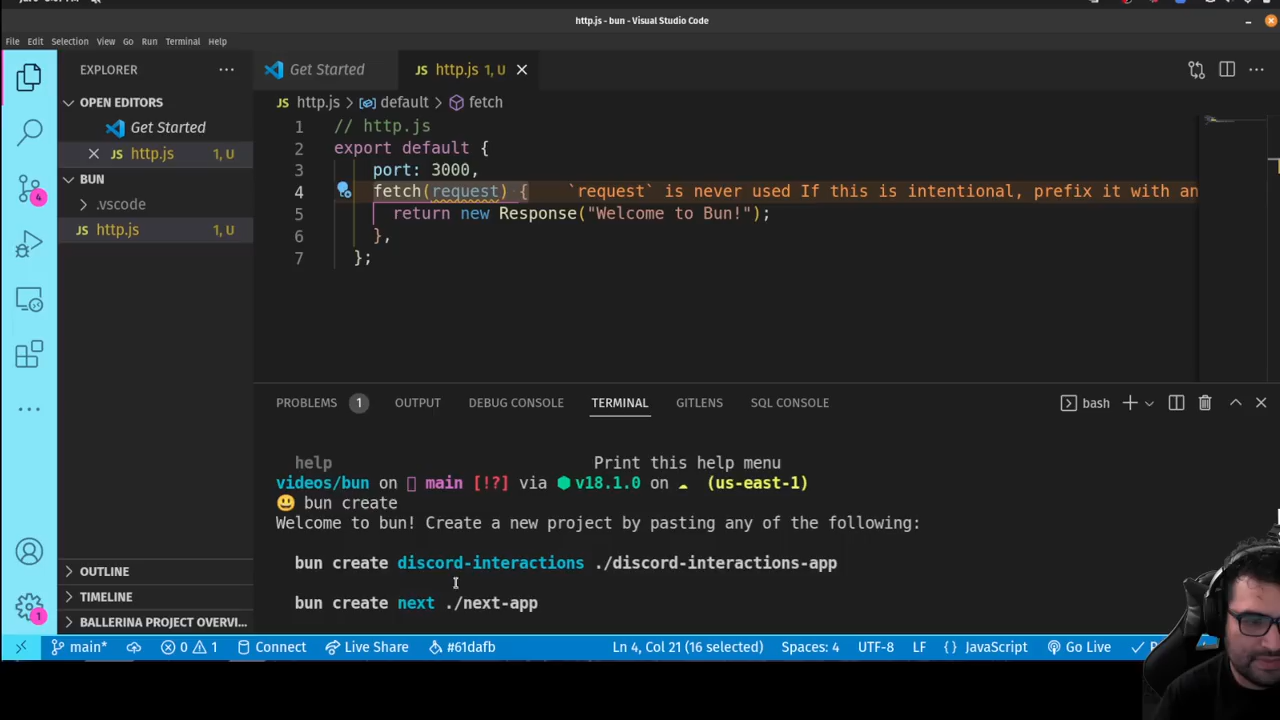 http.js - bun - Visual Studio Code
File Edit Selection View Go Run Terminal Help
EXPLORER
OPEN EDITORS
Get Started
http.js 1, U
BUN
.vscode
http.js 1, U
OUTLINE
TIMELINE
BALLERINA PROJECT OVERVI...
4
1
Get Started
http.js 1, U
http.js > default > fetch
1 // http.js
2 export default {
3 port: 3000,
4 fetch(request) { `request` is never used If this is intentional, prefix it with an
5 return new Response("Welcome to Bun!");
6 },
7 };
PROBLEMS 1 OUTPUT DEBUG CONSOLE TERMINAL GITLENS SQL CONSOLE
bash
help Print this help menu
videos/bun on main [!?] via v18.1.0 on (us-east-1)
bun create
Welcome to bun! Create a new project by pasting any of the following:
bun create discord-interactions ./discord-interactions-app
bun create next ./next-app
main* 0 1 Connect Live Share #61dafb Ln 4, Col 21 (16 selected) Spaces: 4 UTF-8 LF {} JavaScript Go Live